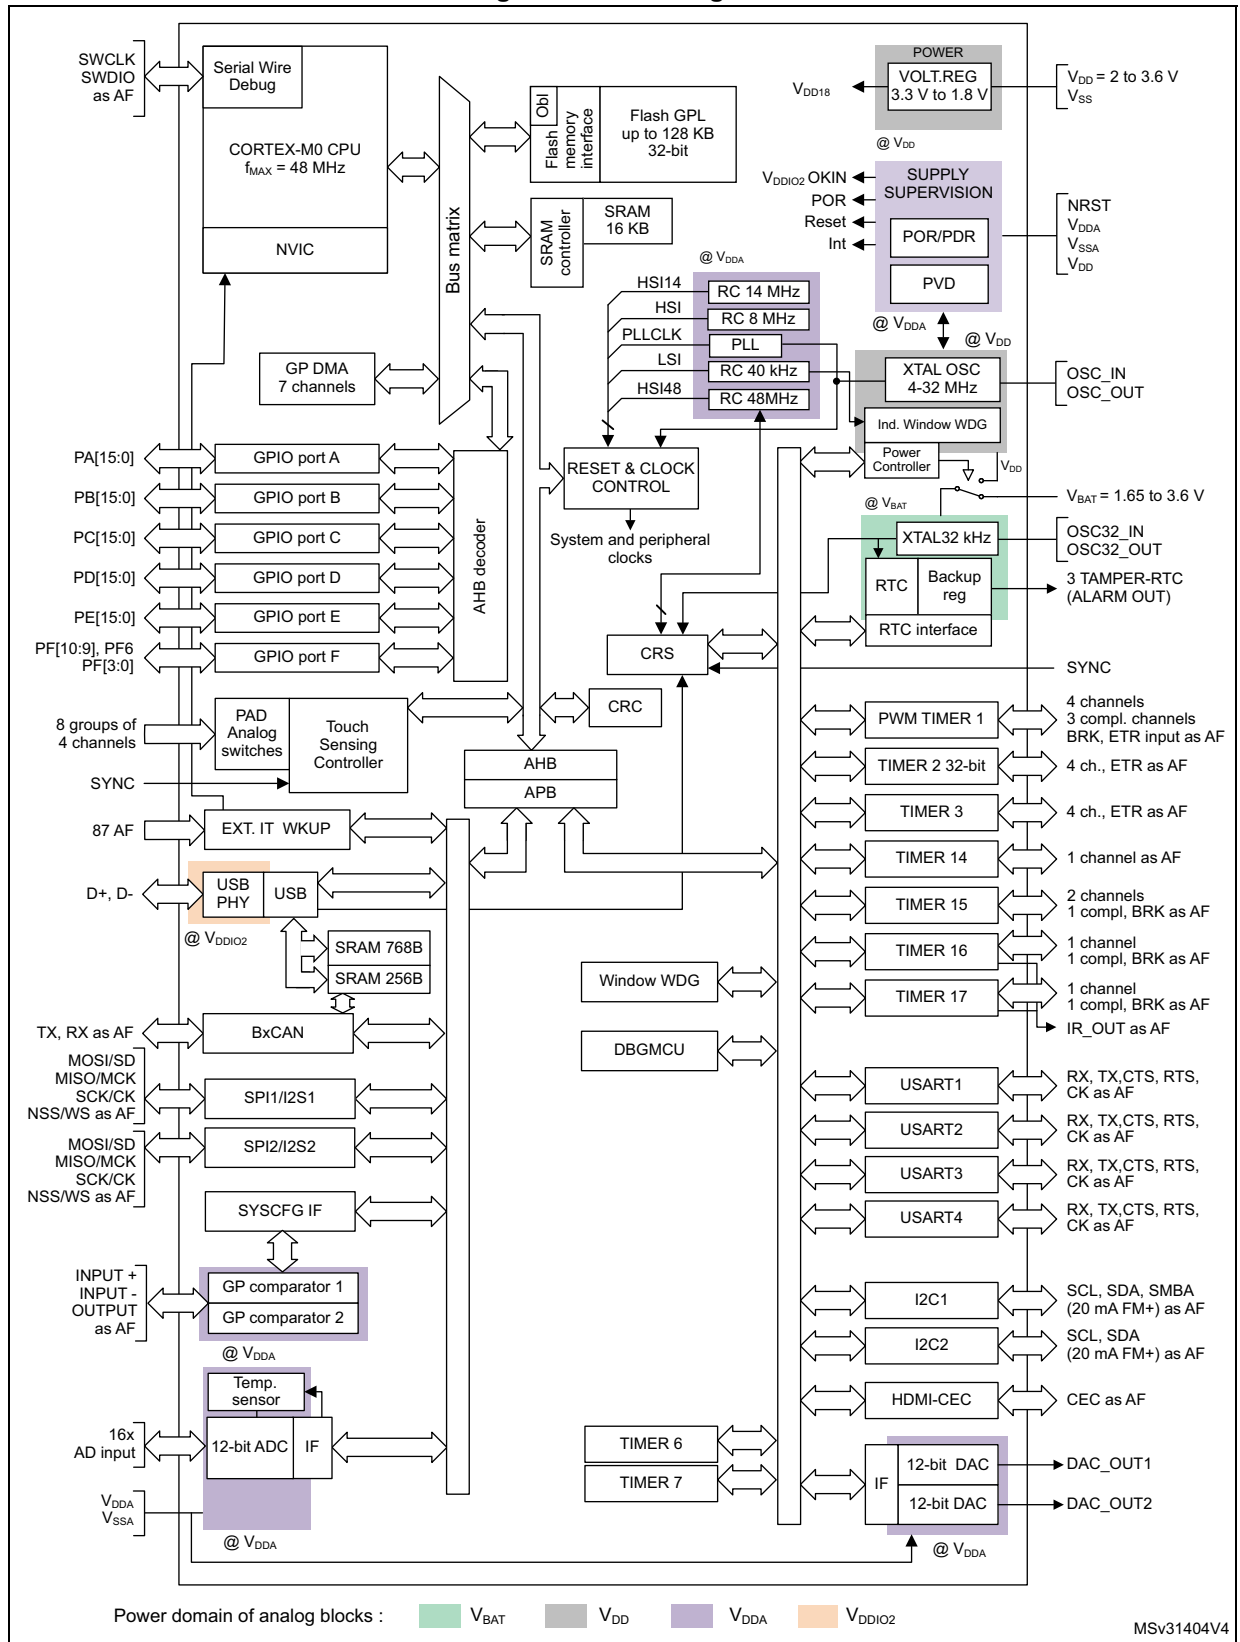 SWCLK
SWDIO
as AF
Serial Wire
Debug
CORTEX-M0 CPU
fMAX = 48 MHz
NVIC
Bus matrix
Obl
Flash
memory
interface
Flash GPL
up to 128 KB
32-bit
SRAM
controller
SRAM
16 KB
POWER
VOLT.REG
3.3 V to 1.8 V
VDD18
VDD = 2 to 3.6 V
VSS
@ VDD
SUPPLY
SUPERVISION
VDDIO2 OKIN
POR
Reset
Int
POR/PDR
PVD
NRST
VDDA
VSSA
VDD
@ VDDA
@ VDDA
@ VDD
HSI14
HSI
PLLCLK
LSI
HSI48
RC 14 MHz
RC 8 MHz
PLL
RC 40 kHz
RC 48MHz
XTAL OSC
4-32 MHz
OSC_IN
OSC_OUT
Ind. Window WDG
Power
Controller
VDD
VBAT = 1.65 to 3.6 V
@ VBAT
XTAL32 kHz
OSC32_IN
OSC32_OUT
RTC
Backup
reg
3 TAMPER-RTC
(ALARM OUT)
RTC interface
GP DMA
7 channels
RESET & CLOCK
CONTROL
System and peripheral
clocks
PA[15:0]
GPIO port A
PB[15:0]
GPIO port B
PC[15:0]
GPIO port C
PD[15:0]
GPIO port D
PE[15:0]
GPIO port E
PF[10:9], PF6
PF[3:0]
GPIO port F
AHB decoder
CRS
SYNC
8 groups of
4 channels
PAD
Analog
switches
Touch
Sensing
Controller
SYNC
CRC
AHB
APB
87 AF
EXT. IT WKUP
D+, D-
USB
PHY
USB
@ VDDIO2
SRAM 768B
SRAM 256B
TX, RX as AF
BxCAN
MOSI/SD
MISO/MCK
SCK/CK
NSS/WS as AF
SPI1/I2S1
MOSI/SD
MISO/MCK
SCK/CK
NSS/WS as AF
SPI2/I2S2
SYSCFG IF
INPUT +
INPUT -
OUTPUT
as AF
GP comparator 1
GP comparator 2
@ VDDA
Temp.
sensor
16x
AD input
12-bit ADC
IF
VDDA
VSSA
@ VDDA
PWM TIMER 1
4 channels
3 compl. channels
BRK, ETR input as AF
TIMER 2 32-bit
4 ch., ETR as AF
TIMER 3
4 ch., ETR as AF
TIMER 14
1 channel as AF
TIMER 15
2 channels
1 compl, BRK as AF
TIMER 16
1 channel
1 compl, BRK as AF
TIMER 17
1 channel
1 compl, BRK as AF
IR_OUT as AF
Window WDG
DBGMCU
USART1
RX, TX,CTS, RTS,
CK as AF
USART2
RX, TX,CTS, RTS,
CK as AF
USART3
RX, TX,CTS, RTS,
CK as AF
USART4
RX, TX,CTS, RTS,
CK as AF
I2C1
SCL, SDA, SMBA
(20 mA FM+) as AF
I2C2
SCL, SDA
(20 mA FM+) as AF
HDMI-CEC
CEC as AF
TIMER 6
TIMER 7
IF
12-bit DAC
DAC_OUT1
12-bit DAC
DAC_OUT2
@ VDDA
Power domain of analog blocks :
VBAT
VDD
VDDA
VDDIO2
MSv31404V4